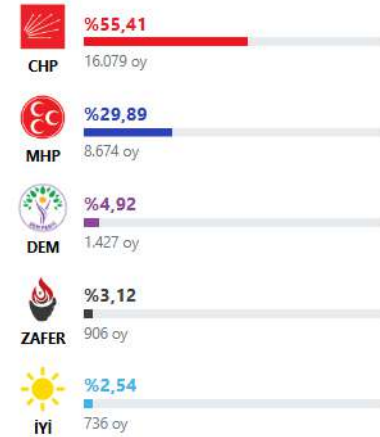 %55,41
CHP
16.079 oy
%29,89
MHP
8.674 oy
%4,92
DEM
1.427 oy
%3,12
ZAFER
906 oy
%2,54
İYİ
736 oy